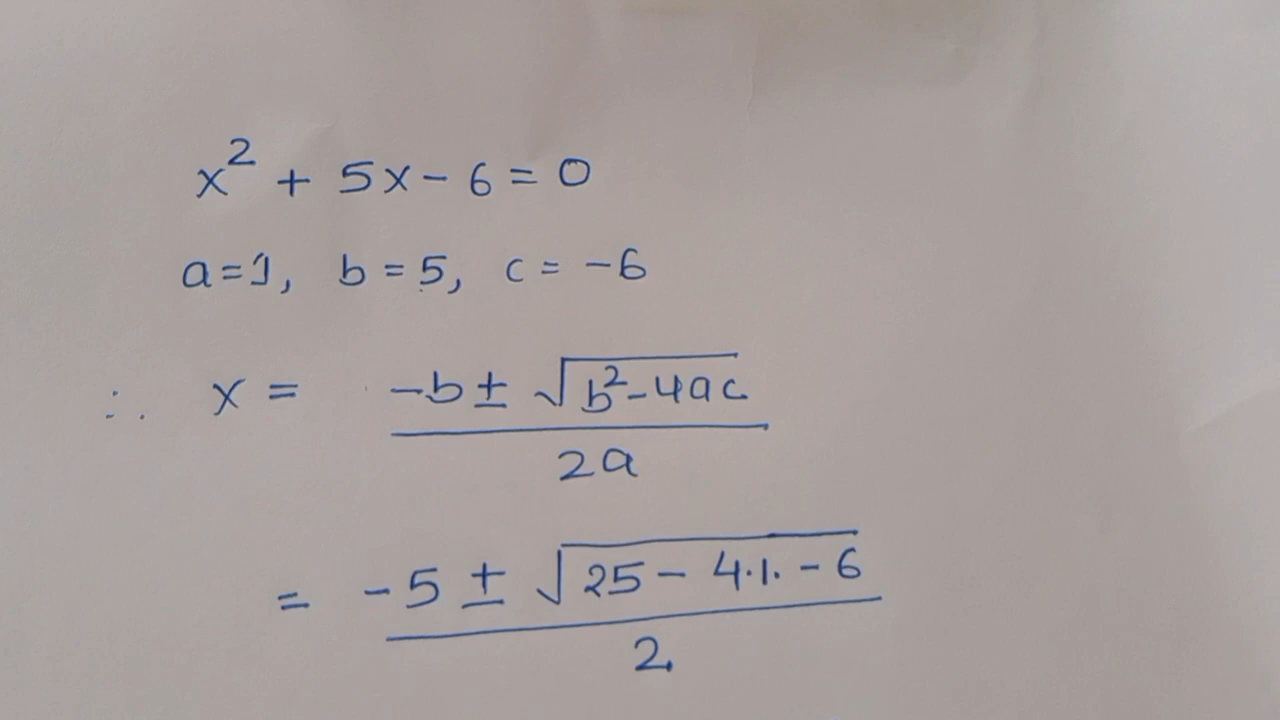 x² + 5x - 6 = 0
a = 1, b = 5, c = -6
∴ x = (-b ± √(b² - 4ac)) / 2a
= (-5 ± √(25 - 4·1·-6)) / 2